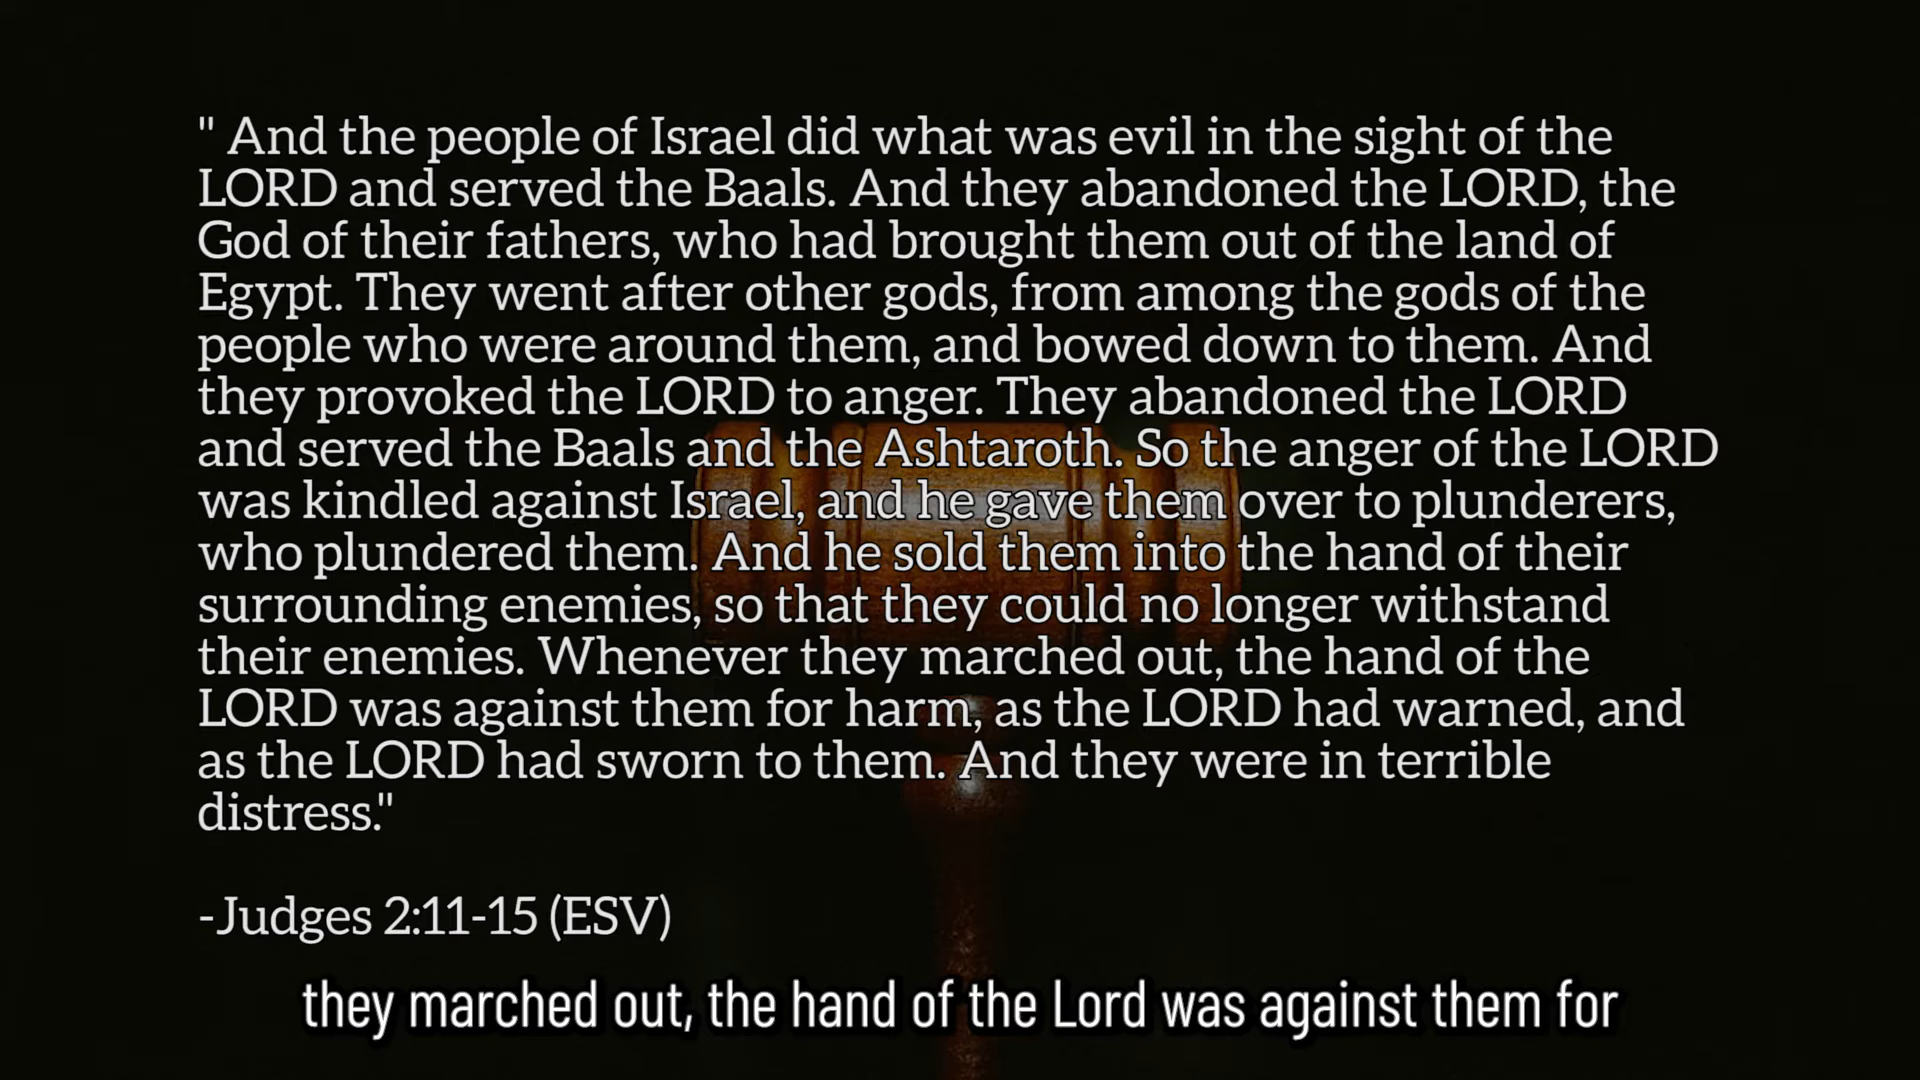 " And the people of Israel did what was evil in the sight of the
LORD and served the Baals. And they abandoned the LORD, the
God of their fathers, who had brought them out of the land of
Egypt. They went after other gods, from among the gods of the
people who were around them, and bowed down to them. And
they provoked the LORD to anger. They abandoned the LORD
and served the Baals and the Ashtaroth. So the anger of the LORD
was kindled against Israel, and he gave them over to plunderers,
who plundered them. And he sold them into the hand of their
surrounding enemies, so that they could no longer withstand
their enemies. Whenever they marched out, the hand of the
LORD was against them for harm, as the LORD had warned, and
as the LORD had sworn to them. And they were in terrible
distress."
-Judges 2:11-15 (ESV)
they marched out, the hand of the Lord was against them for